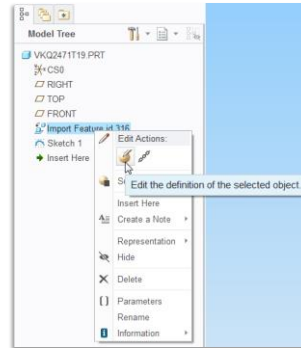 Model Tree
VKQ2471T19.PRT
CS0
RIGHT
TOP
FRONT
Import Feature id 316
Sketch 1
Insert Here
Edit Actions:
Edit the definition of the selected object.
Insert Here
Create a Note
Representation
Hide
Delete
Parameters
Rename
Information